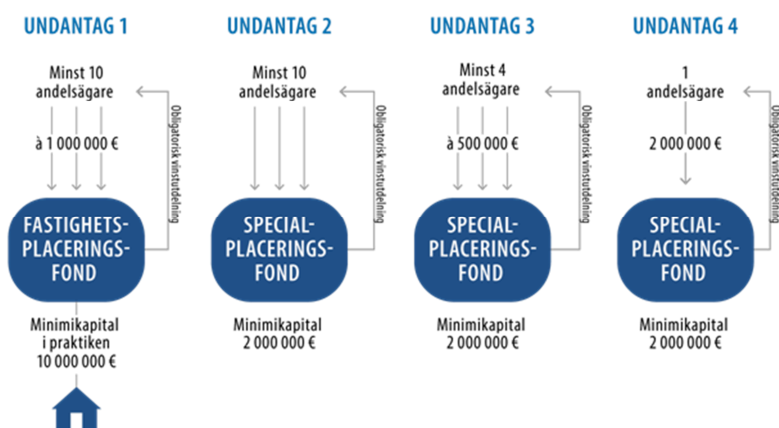 UNDANTAG 1
Minst 10
andelsägare
à 1 000 000 €
Obligatorisk vinstutdelning
FASTIGHETS-
PLACERINGS-
FOND
Minimikapital
i praktiken
10 000 000 €
UNDANTAG 2
Minst 10
andelsägare
Obligatorisk vinstutdelning
SPECIAL-
PLACERINGS-
FOND
Minimikapital
2 000 000 €
UNDANTAG 3
Minst 4
andelsägare
à 500 000 €
Obligatorisk vinstutdelning
SPECIAL-
PLACERINGS-
FOND
Minimikapital
2 000 000 €
UNDANTAG 4
1
andelsägare
2 000 000 €
Obligatorisk vinstutdelning
SPECIAL-
PLACERINGS-
FOND
Minimikapital
2 000 000 €